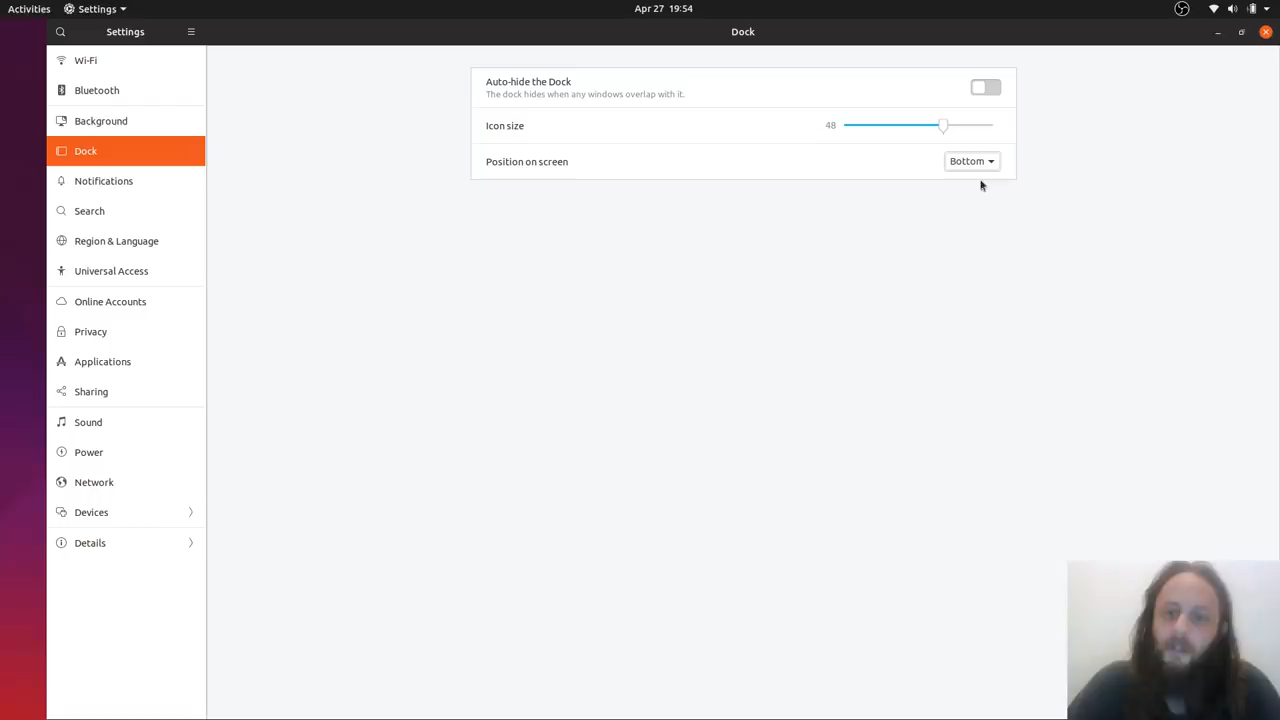 Activities
Settings
Apr 27 19:54
Settings
Dock
Wi-Fi
Bluetooth
Background
Dock
Notifications
Search
Region & Language
Universal Access
Online Accounts
Privacy
Applications
Sharing
Sound
Power
Network
Devices
Details
Auto-hide the Dock
The dock hides when any windows overlap with it.
Icon size
48
Position on screen
Bottom